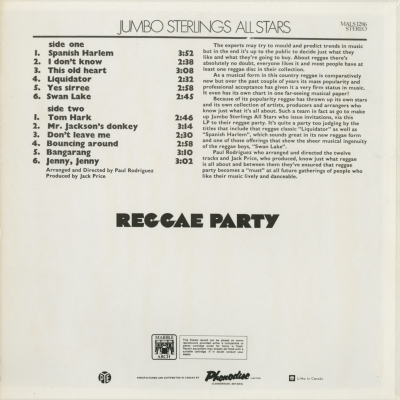 JUMBO STERLINGS ALL STARS
MALS 1296
STEREO
side one
1. Spanish Harlem 3:52
2. I don't know 2:38
3. This old heart 3:08
4. Liquidator 2:32
5. Yes sirree 2:58
6. Swan Lake 2:45
side two
1. Tom Hark 2:46
2. Mr. Jackson's donkey 3:14
3. Don't leave me 2:30
4. Bouncing around 2:58
5. Bangarang 3:10
6. Jenny, Jenny 3:02
Arranged and Directed by Paul Rodriguez
Produced by Jack Price
The experts may try to mould and predict trends in music
but in the end it's up to the public to decide just what they
like and what they're going to buy. About reggae there's
absolutely no doubt, everyone likes it and most people have at
least one reggae disc in their collection.
As a musical form in this country reggae is comparatively
new but over the past couple of years its mass popularity and
professional acceptance has given it a very firm status in music.
It even has its own chart in one far-seeing musical paper!
Because of its popularity reggae has thrown up its own stars
and its own collection of artists, producers and arrangers who
know just what it's all about. Such a team in fact as go to make
up Jumbo Sterlings All Stars who issue invitations, via this
LP to their reggae party. It's quite a party too judging by the
titles that include that reggae classic "Liquidator" as well as
"Spanish Harlem", which sounds great in its new reggae form
and one of those offerings that show the sheer musical ingenuity
of the reggae boys, "Swan Lake".
Paul Rodriguez who arranged and directed the twelve
tracks and Jack Price, who produced, know just what reggae
is all about and between them they've ensured that reggae
party becomes a "must" at all future gatherings of people who
like their music lively and danceable.
REGGAE PARTY
MARBLE
ARCH
PYE
MANUFACTURED AND DISTRIBUTED IN CANADA BY
Phonodisc
Litho in Canada